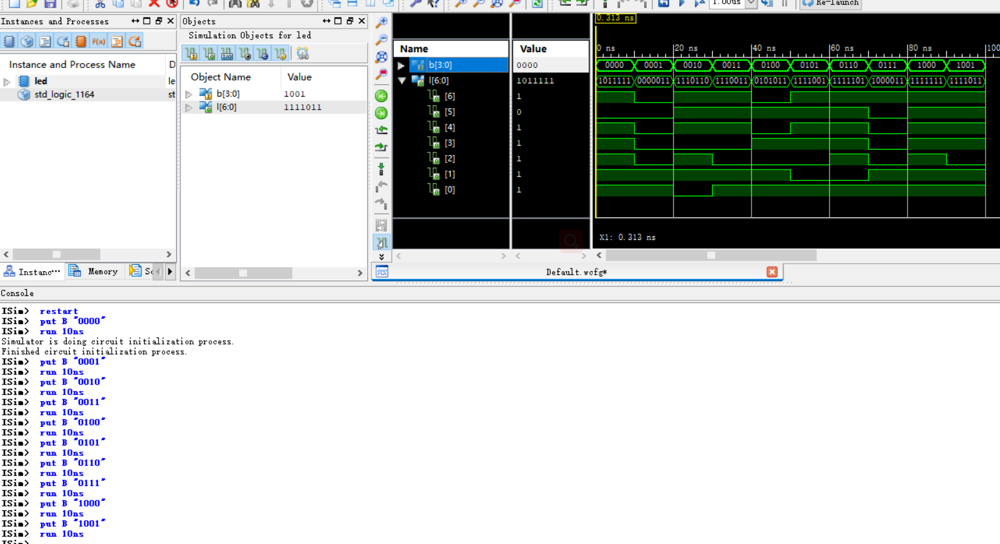 1.00us
Re-launch
Instances and Processes
Objects
Simulation Objects for led
Instance and Process Name
D
led
le
std_logic_1164
st
Instanc···
Memory
Object Name
Value
b[3:0]
1001
l[6:0]
1111011
Name
Value
b[3:0]
0000
l[6:0]
1011111
[6]
1
[5]
0
[4]
1
[3]
1
[2]
1
[1]
1
[0]
1
0.313 ns
0 ns
20 ns
40 ns
60 ns
80 ns
100
0000 0001 0010 0011 0100 0101 0110 0111 1000 1001
1011111 0000011 1110110 1110011 0101011 1111001 1111101 1000011 1111111 1111011
X1: 0.313 ns
Default.wcfg*
Console
ISim> restart
ISim> put B "0000"
ISim> run 10ns
Simulator is doing circuit initialization process.
Finished circuit initialization process.
ISim> put B "0001"
ISim> run 10ns
ISim> put B "0010"
ISim> run 10ns
ISim> put B "0011"
ISim> run 10ns
ISim> put B "0100"
ISim> run 10ns
ISim> put B "0101"
ISim> run 10ns
ISim> put B "0110"
ISim> run 10ns
ISim> put B "0111"
ISim> run 10ns
ISim> put B "1000"
ISim> run 10ns
ISim> put B "1001"
ISim> run 10ns
ISim>